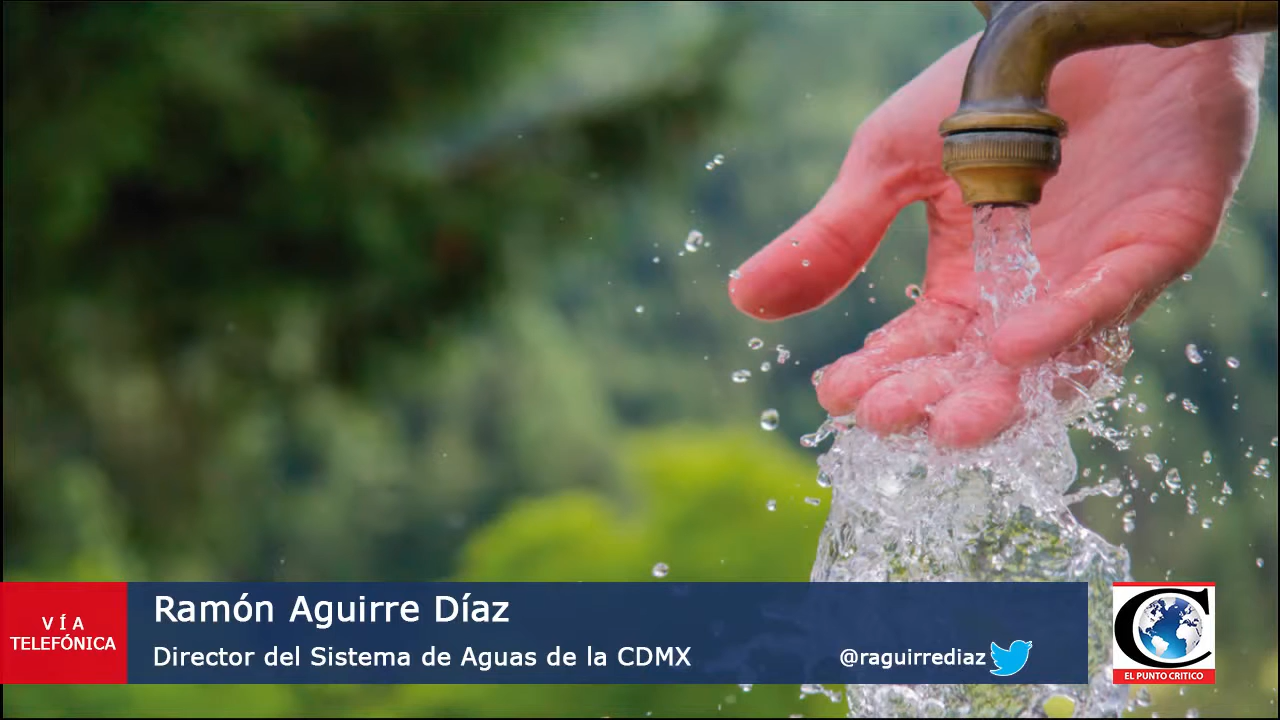 VÍA
TELEFÓNICA
Ramón Aguirre Díaz
Director del Sistema de Aguas de la CDMX
@raguirrediaz
C
EL PUNTO CRITICO